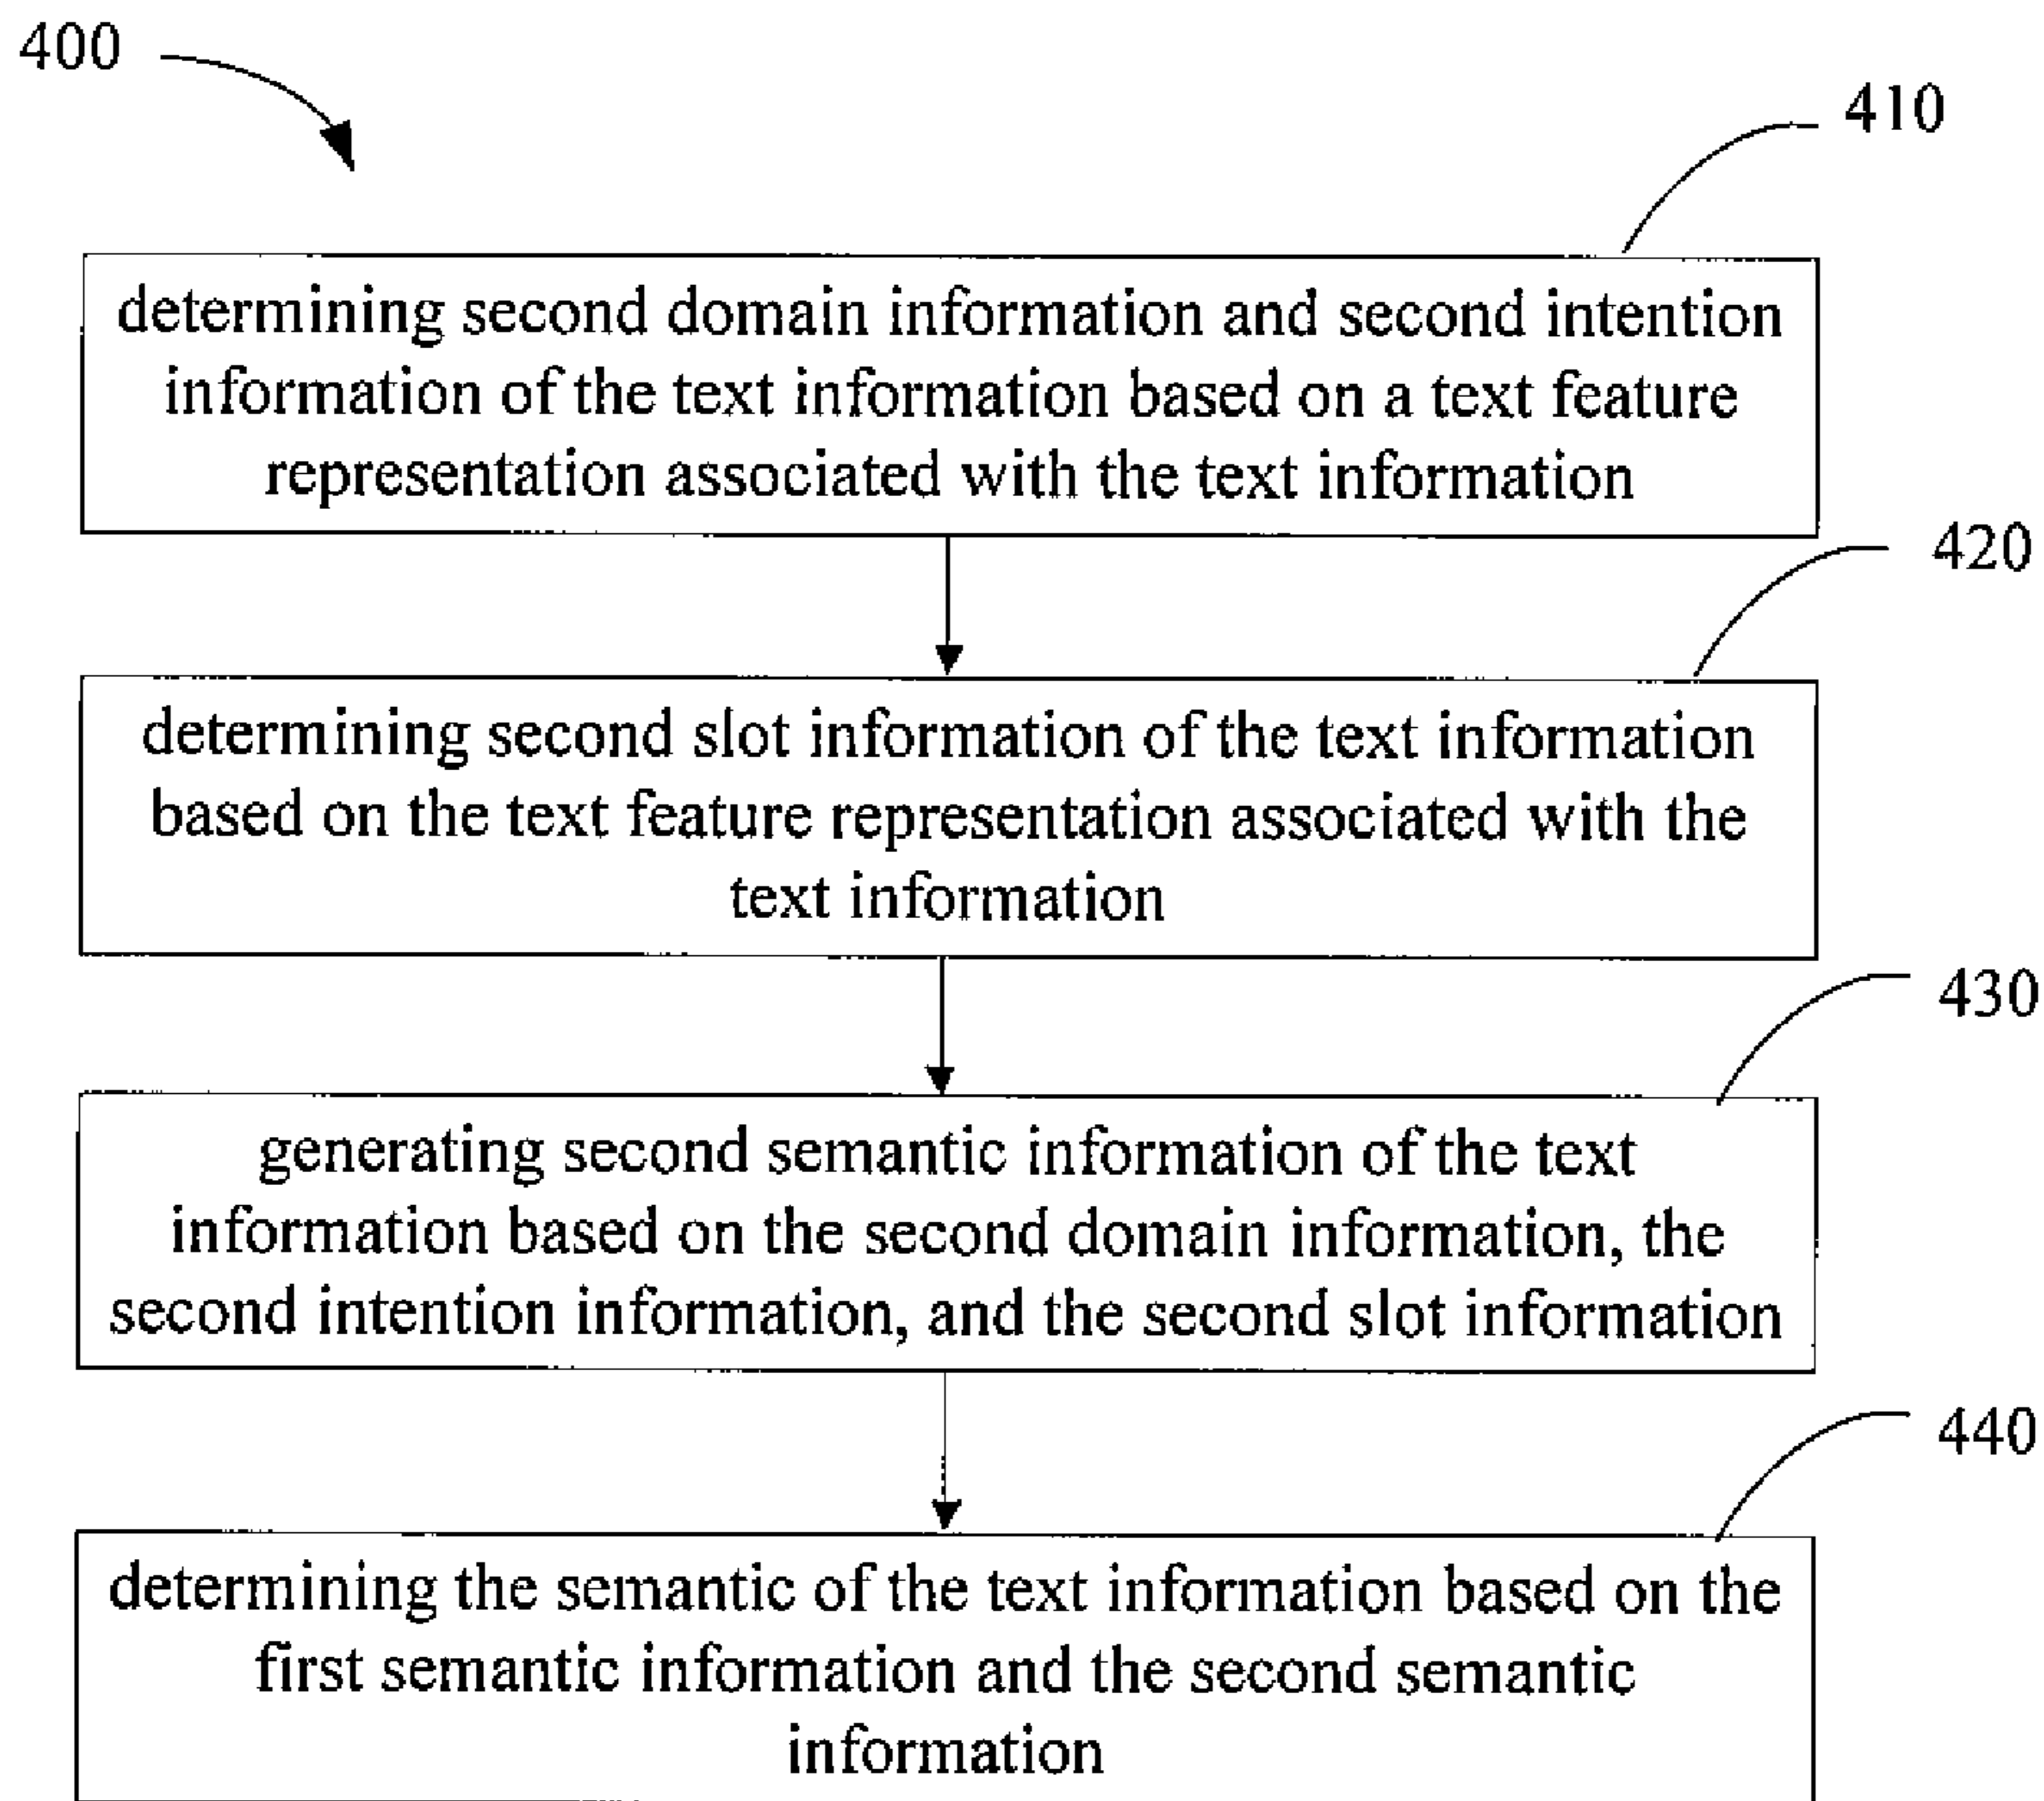 400
410
determining second domain information and second intention
information of the text information based on a text feature
representation associated with the text information
420
determining second slot information of the text information
based on the text feature representation associated with the
text information
430
generating second semantic information of the text
information based on the second domain information, the
second intention information, and the second slot information
440
determining the semantic of the text information based on the
first semantic information and the second semantic
information